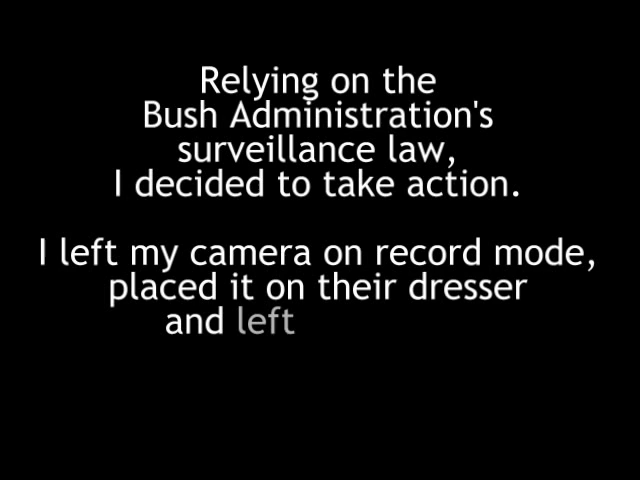 Relying on the
Bush Administration's
surveillance law,
I decided to take action.
I left my camera on record mode,
placed it on their dresser
and left